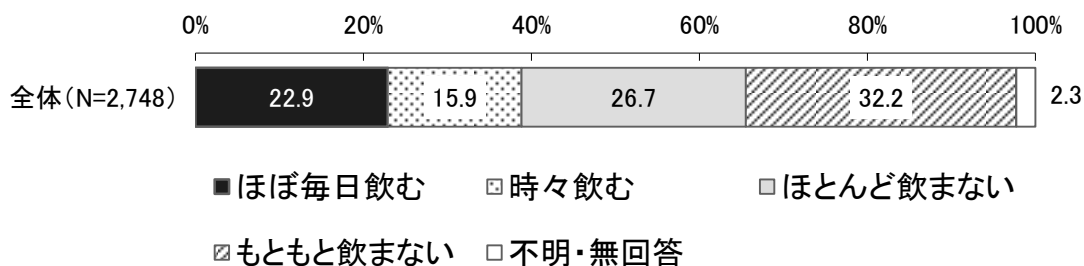 0% 20% 40% 60% 80% 100%
全体（N=2,748） 22.9 15.9 26.7 32.2 2.3
ほぼ毎日飲む 時々飲む ほとんど飲まない
もともと飲まない 不明・無回答